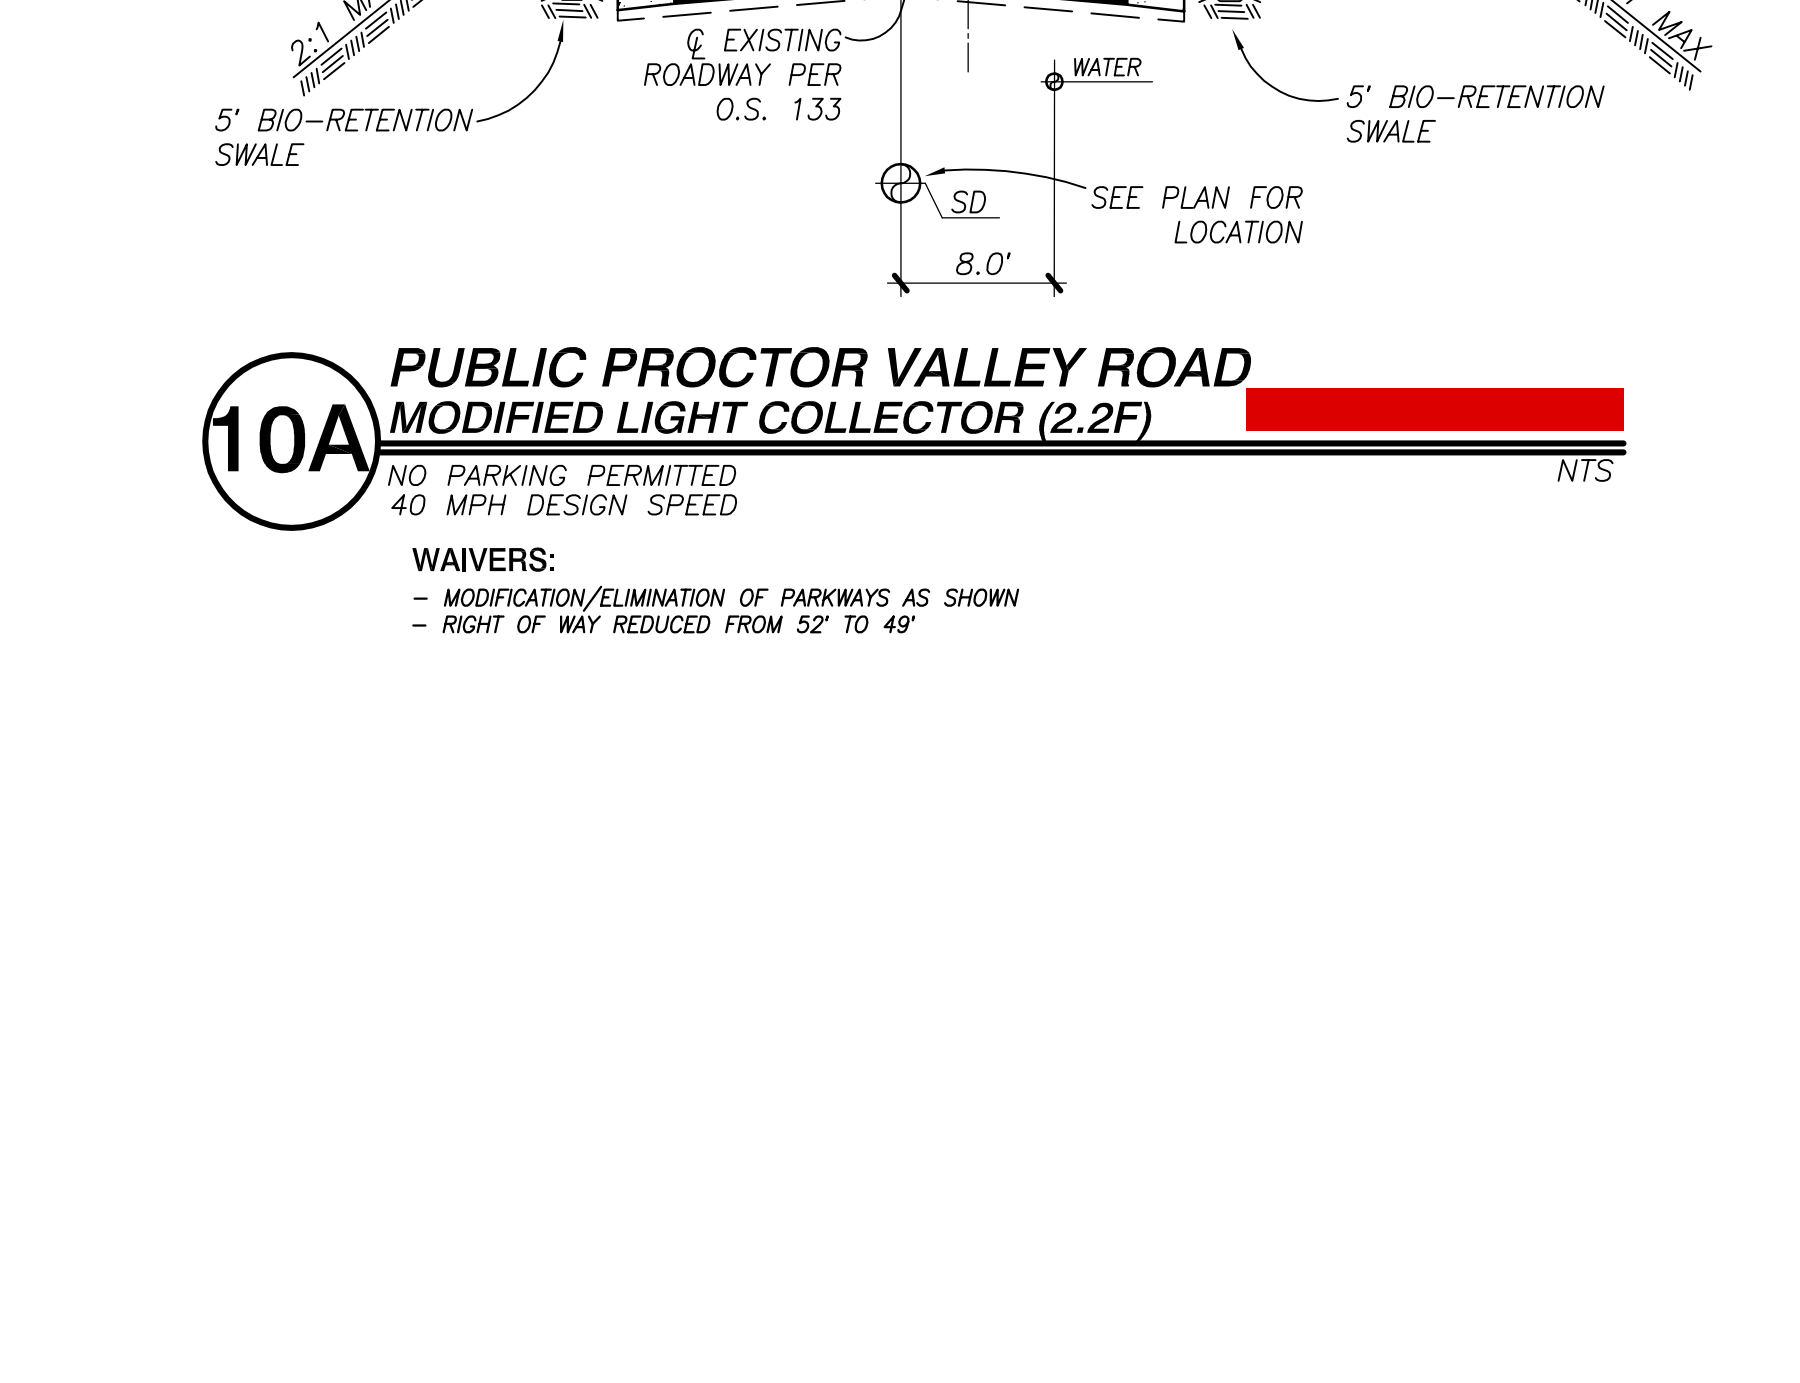 2:1
MAX
℄ EXISTING
ROADWAY PER
O.S. 133
WATER
5' BIO-RETENTION
SWALE
5' BIO-RETENTION
SWALE
SD
SEE PLAN FOR
LOCATION
8.0'
10A
PUBLIC PROCTOR VALLEY ROAD
MODIFIED LIGHT COLLECTOR (2.2F)
NTS
NO PARKING PERMITTED
40 MPH DESIGN SPEED
WAIVERS:
- MODIFICATION/ELIMINATION OF PARKWAYS AS SHOWN
- RIGHT OF WAY REDUCED FROM 52' TO 49'